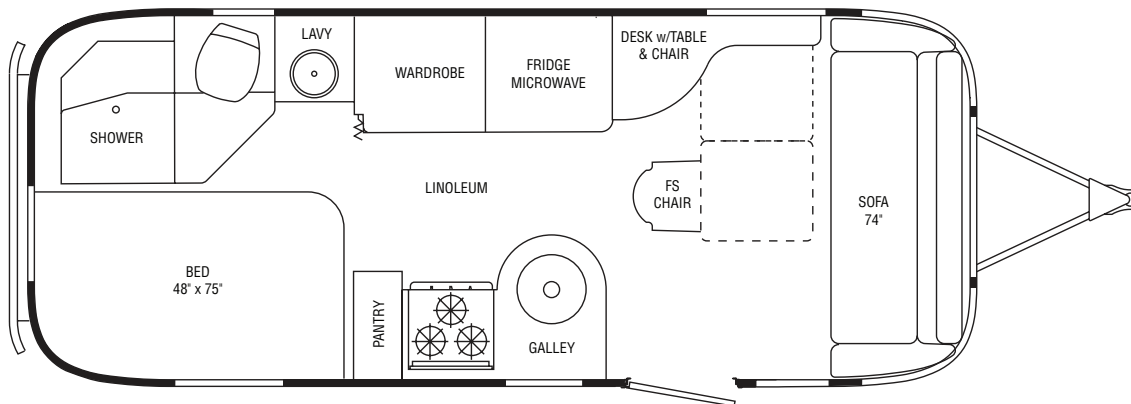 LAVY
WARDROBE
FRIDGE
MICROWAVE
DESK w/TABLE
& CHAIR
SHOWER
LINOLEUM
FS
CHAIR
SOFA
74"
BED
48" x 75"
PANTRY
GALLEY